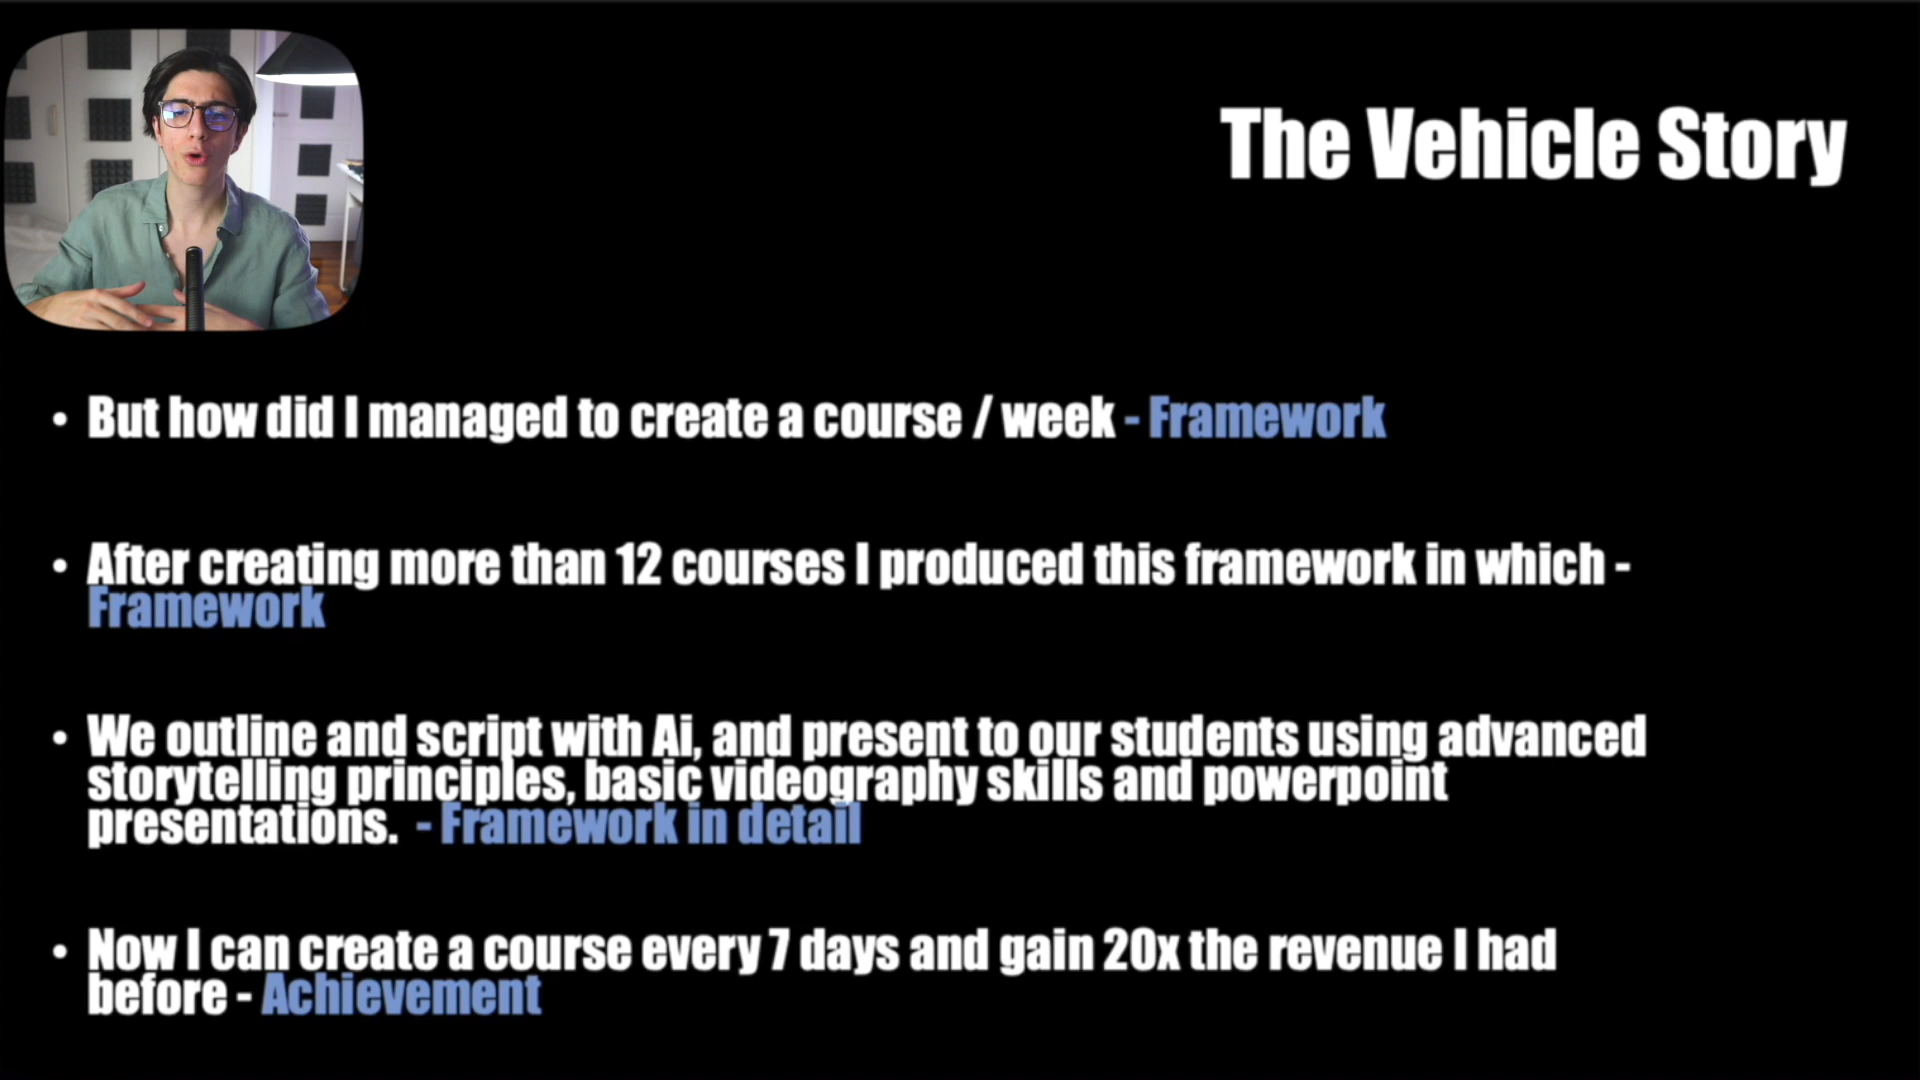 The Vehicle Story
• But how did I managed to create a course / week - Framework
• After creating more than 12 courses I produced this framework in which -
Framework
• We outline and script with Ai, and present to our students using advanced
storytelling principles, basic videography skills and powerpoint
presentations. - Framework in detail
• Now I can create a course every 7 days and gain 20x the revenue I had
before - Achievement